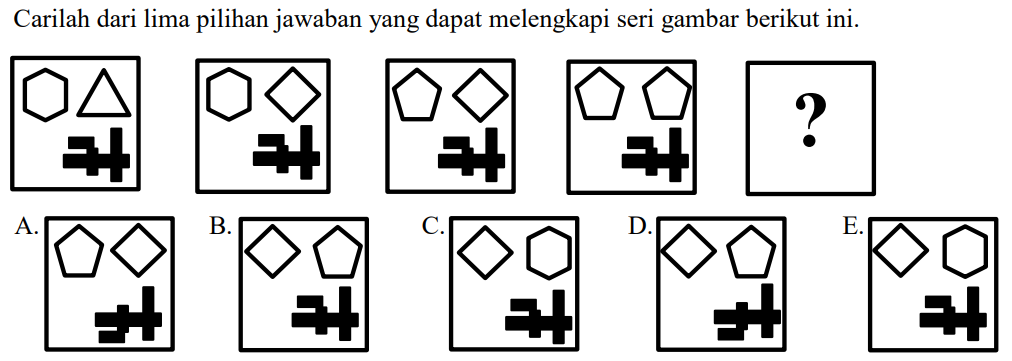 Carilah dari lima pilihan jawaban yang dapat melengkapi seri gambar berikut ini.
?
A. B. C. D. E.